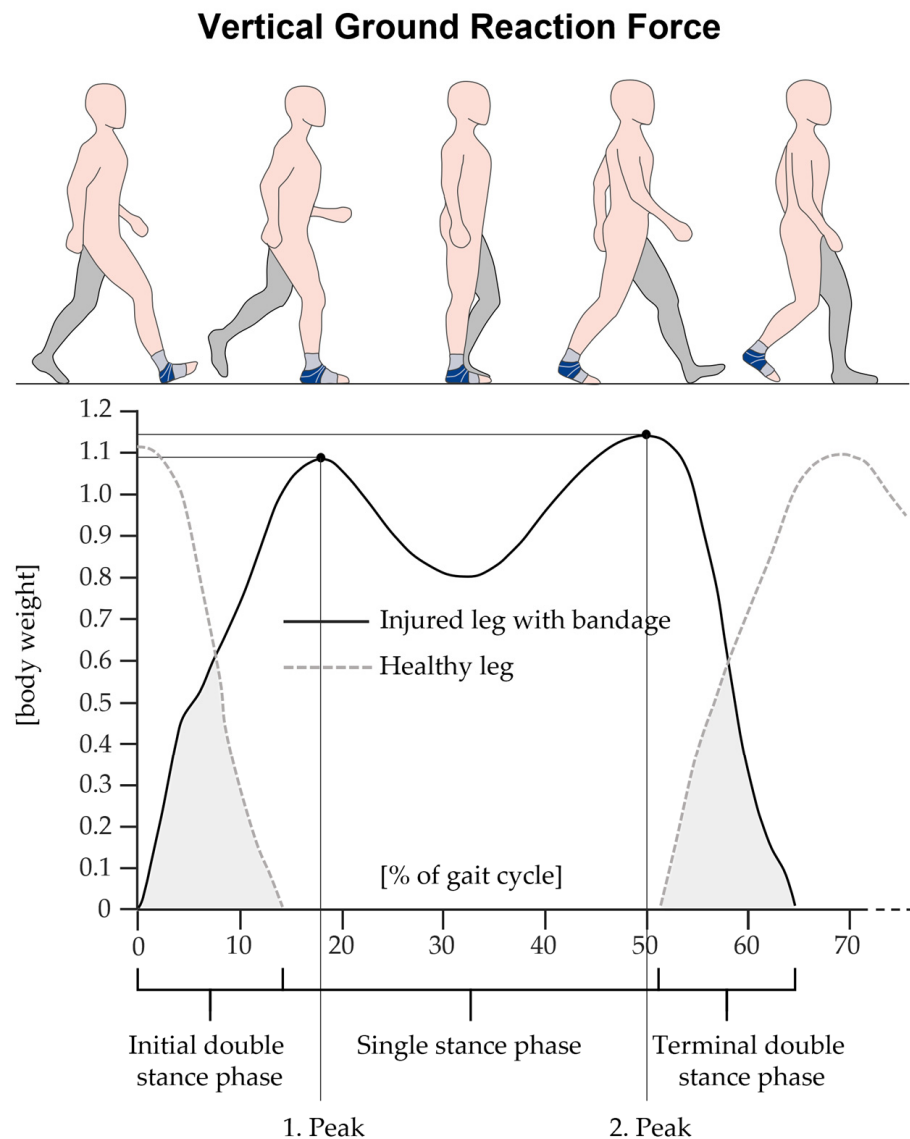 Vertical Ground Reaction Force
1.2
1.1
1.0
0.9
0.8
0.7
0.6
0.5
0.4
0.3
0.2
0.1
0
[body weight]
Injured leg with bandage
Healthy leg
[% of gait cycle]
0 10 20 30 40 50 60 70
Initial double
stance phase
Single stance phase
Terminal double
stance phase
1. Peak
2. Peak